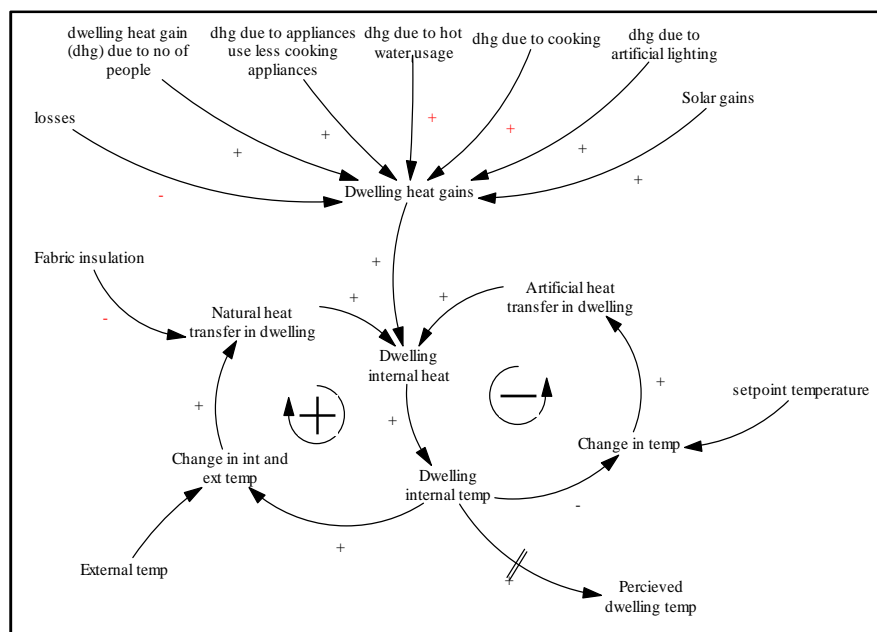 dwelling heat gain
(dhg) due to no of
people
dhg due to appliances
use less cooking
appliances
dhg due to hot
water usage
dhg due to cooking
dhg due to
artificial lighting
Solar gains
losses
+
+
+
+
+
+
-
Dwelling heat gains
Fabric insulation
+
Artificial heat
transfer in dwelling
+
+
Natural heat
transfer in dwelling
-
Dwelling
internal heat
+
setpoint temperature
+
+
-
+
Change in int and
ext temp
Change in temp
Dwelling
internal temp
-
+
External temp
+
Percieved
dwelling temp